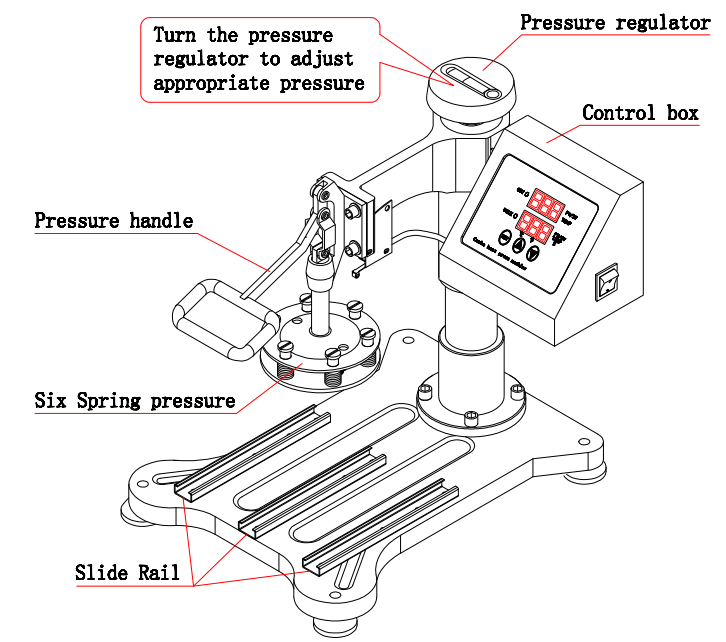 Turn the pressure
regulator to adjust
appropriate pressure
Pressure regulator
Control box
Pressure handle
Six Spring pressure
Slide Rail